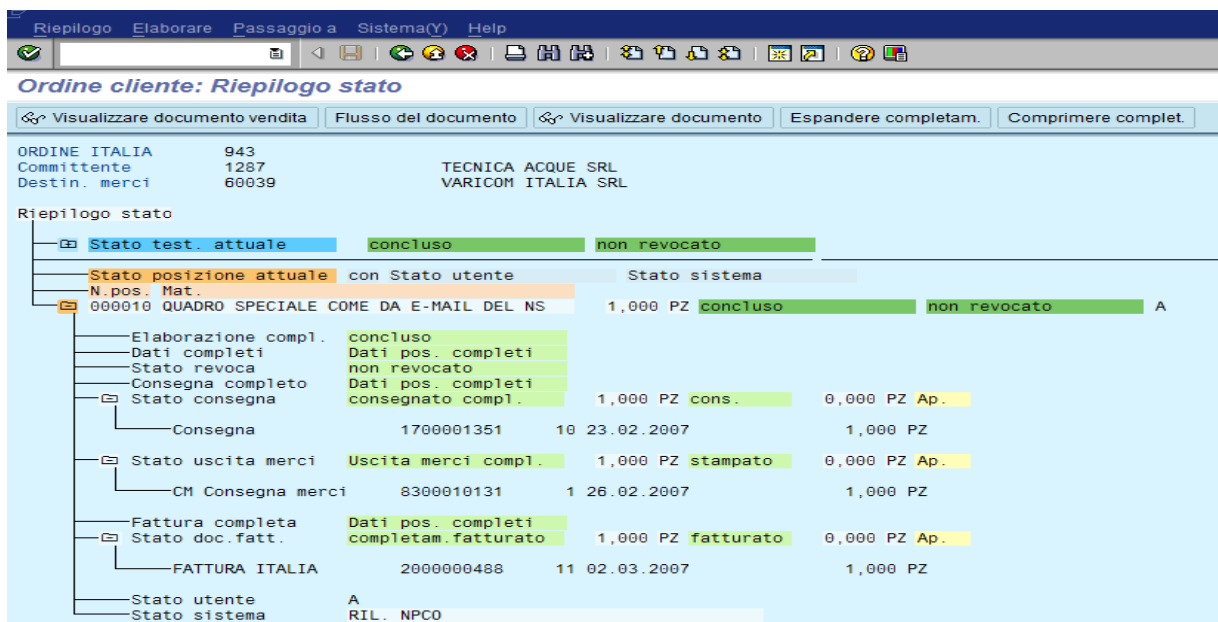 Riepilogo Elaborare Passaggio a Sistema(Y) Help
Ordine cliente: Riepilogo stato
Visualizzare documento vendita Flusso del documento Visualizzare documento Espandere completam. Comprimere complet.
ORDINE ITALIA 943
Committente 1287 TECNICA ACQUE SRL
Destin. merci 60039 VARICOM ITALIA SRL
Riepilogo stato
Stato test. attuale concluso non revocato
Stato posizione attuale con Stato utente Stato sistema
N.pos. Mat.
000010 QUADRO SPECIALE COME DA E-MAIL DEL NS 1,000 PZ concluso non revocato A
Elaborazione compl. concluso
Dati completi Dati pos. completi
Stato revoca non revocato
Consegna completo Dati pos. completi
Stato consegna consegnato compl. 1,000 PZ cons. 0,000 PZ Ap.
Consegna 1700001351 10 23.02.2007 1,000 PZ
Stato uscita merci Uscita merci compl. 1,000 PZ stampato 0,000 PZ Ap.
CM Consegna merci 8300010131 1 26.02.2007 1,000 PZ
Fattura completa Dati pos. completi
Stato doc.fatt. completam.fatturato 1,000 PZ fatturato 0,000 PZ Ap.
FATTURA ITALIA 2000000488 11 02.03.2007 1,000 PZ
Stato utente A
Stato sistema RIL. NPCO